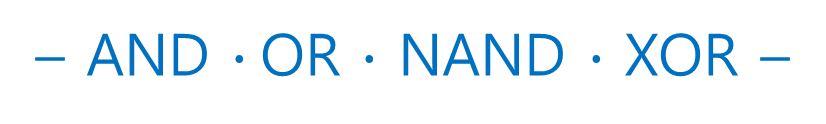 – AND · OR · NAND · XOR –